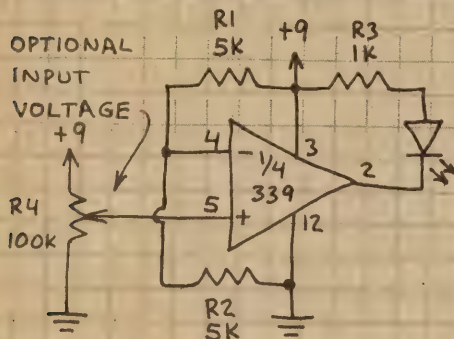 OPTIONAL
INPUT
VOLTAGE
+9
R4
100K
R1
5K
+9
R3
1K
4
-
1/4
339
3
2
5
+
12
R2
5K